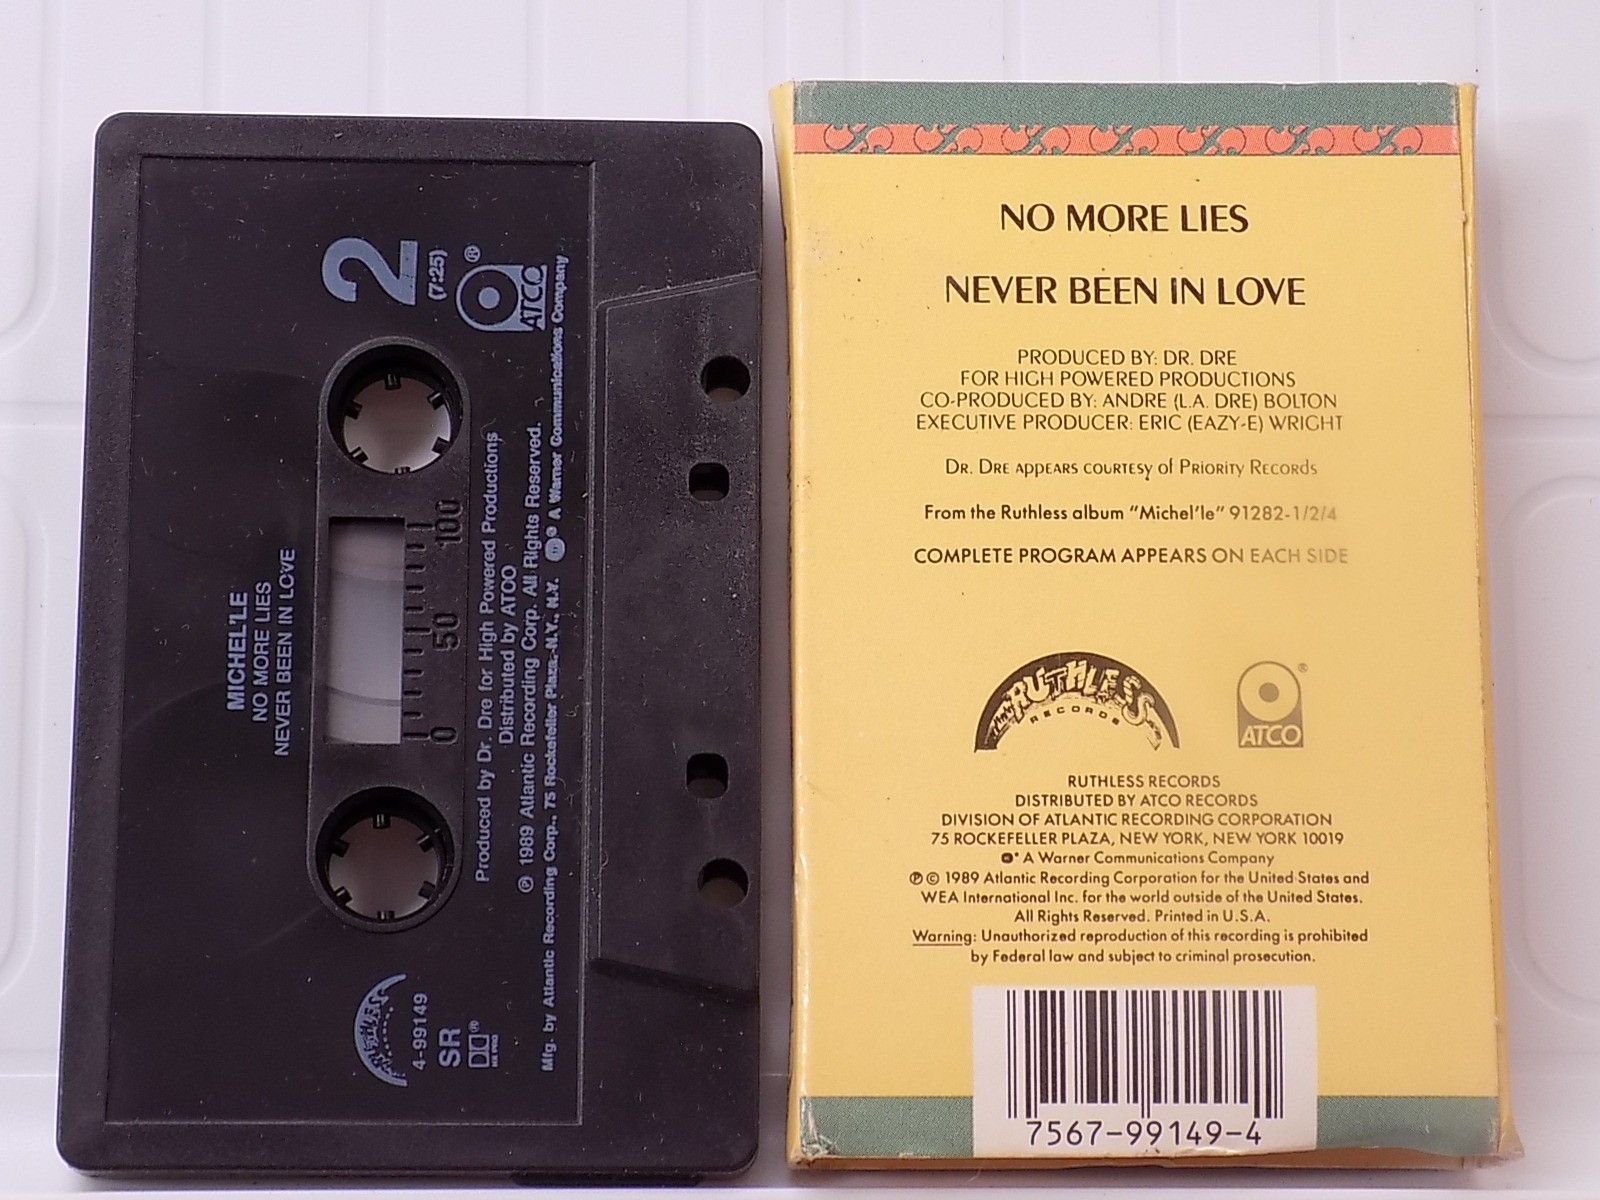 2
(7:25)
®
ATCO
MICHEL'LE
NO MORE LIES
NEVER BEEN IN LOVE
100
50
0
Produced by Dr. Dre for High Powered Productions
Distributed by ATCO
℗ 1989 Atlantic Recording Corp. All Rights Reserved.
Mfg. by Atlantic Recording Corp., 75 Rockefeller Plaza, N.Y., N.Y. ® A Warner Communications Company
4-99149
SR
®
HX PRO
NO MORE LIES
NEVER BEEN IN LOVE
PRODUCED BY: DR. DRE
FOR HIGH POWERED PRODUCTIONS
CO-PRODUCED BY: ANDRE (L.A. DRE) BOLTON
EXECUTIVE PRODUCER: ERIC (EAZY-E) WRIGHT
DR. DRE APPEARS COURTESY of PRIORITY RECORds
From the Ruthless album "Michel'le" 91282-1/2/4
COMPLETE PROGRAM APPEARS ON EACH SIDE
RUTHLESS
RECORDS
®
ATCO
RUTHLESS RECORDS
DISTRIBUTED BY ATCO RECORDS
DIVISION OF ATLANTIC RECORDING CORPORATION
75 ROCKEFELLER PLAZA, NEW YORK, NEW YORK 10019
A Warner Communications Company
℗ © 1989 Atlantic Recording Corporation for the United States and
WEA International Inc. for the world outside of the United States.
All Rights Reserved. Printed in U.S.A.
Warning: Unauthorized reproduction of this recording is prohibited
by Federal law and subject to criminal prosecution.
7567-99149-4